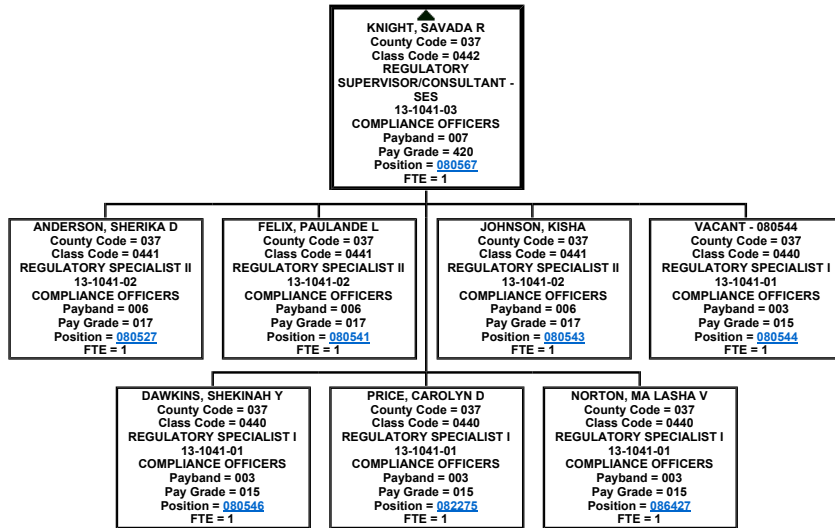 KNIGHT, SAVADA R
County Code = 037
Class Code = 0442
REGULATORY
SUPERVISOR/CONSULTANT -
SES
13-1041-03
COMPLIANCE OFFICERS
Payband = 007
Pay Grade = 420
Position = 080567
FTE = 1
ANDERSON, SHERIKA D
County Code = 037
Class Code = 0441
REGULATORY SPECIALIST II
13-1041-02
COMPLIANCE OFFICERS
Payband = 006
Pay Grade = 017
Position = 080527
FTE = 1
FELIX, PAULANDE L
County Code = 037
Class Code = 0441
REGULATORY SPECIALIST II
13-1041-02
COMPLIANCE OFFICERS
Payband = 006
Pay Grade = 017
Position = 080541
FTE = 1
JOHNSON, KISHA
County Code = 037
Class Code = 0441
REGULATORY SPECIALIST II
13-1041-02
COMPLIANCE OFFICERS
Payband = 006
Pay Grade = 017
Position = 080543
FTE = 1
VACANT - 080544
County Code = 037
Class Code = 0440
REGULATORY SPECIALIST I
13-1041-01
COMPLIANCE OFFICERS
Payband = 003
Pay Grade = 015
Position = 080544
FTE = 1
DAWKINS, SHEKINAH Y
County Code = 037
Class Code = 0440
REGULATORY SPECIALIST I
13-1041-01
COMPLIANCE OFFICERS
Payband = 003
Pay Grade = 015
Position = 080546
FTE = 1
PRICE, CAROLYN D
County Code = 037
Class Code = 0440
REGULATORY SPECIALIST I
13-1041-01
COMPLIANCE OFFICERS
Payband = 003
Pay Grade = 015
Position = 082275
FTE = 1
NORTON, MA LASHA V
County Code = 037
Class Code = 0440
REGULATORY SPECIALIST I
13-1041-01
COMPLIANCE OFFICERS
Payband = 003
Pay Grade = 015
Position = 086427
FTE = 1